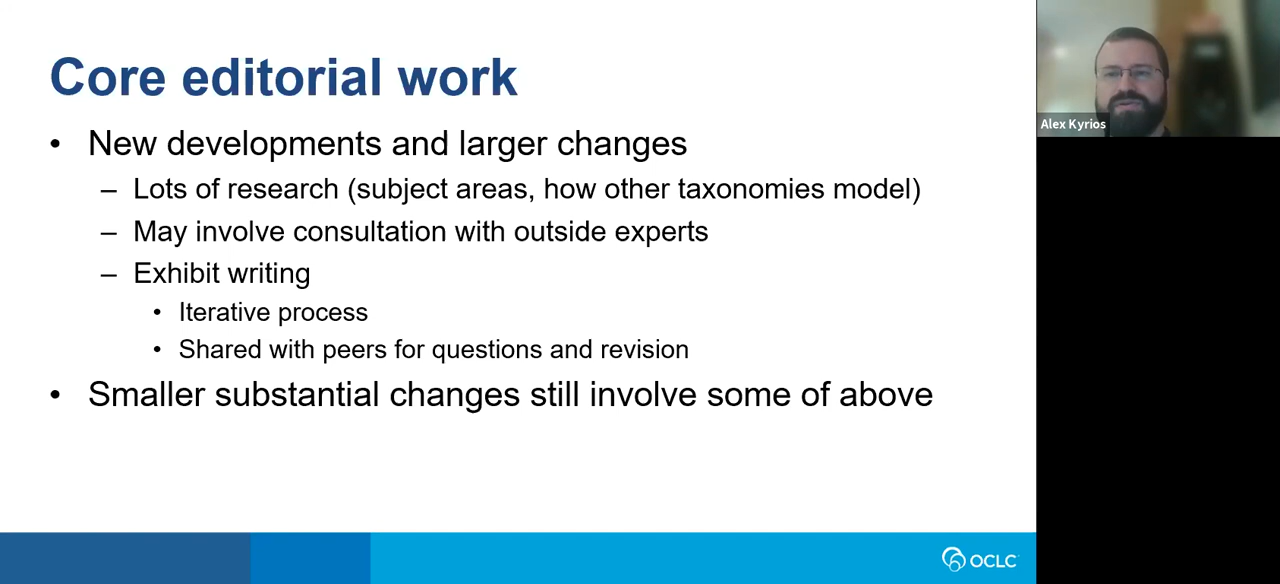 Core editorial work
• New developments and larger changes
– Lots of research (subject areas, how other taxonomies model)
– May involve consultation with outside experts
– Exhibit writing
• Iterative process
• Shared with peers for questions and revision
• Smaller substantial changes still involve some of above
OCLC
Alex Kyrios